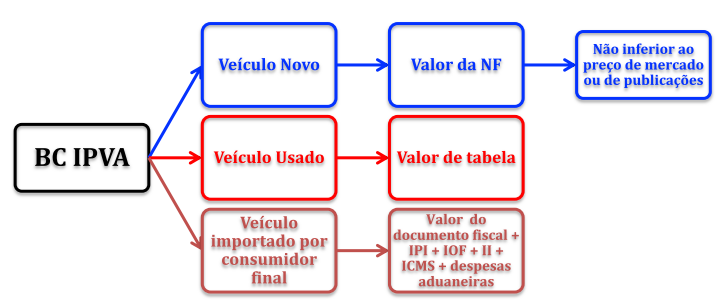 BC IPVA
Veículo Novo
Valor da NF
Não inferior ao
preço de mercado
ou de publicações
Veículo Usado
Valor de tabela
Veículo
importado por
consumidor
final
Valor do
documento fiscal +
IPI + IOF + II +
ICMS + despesas
aduaneiras